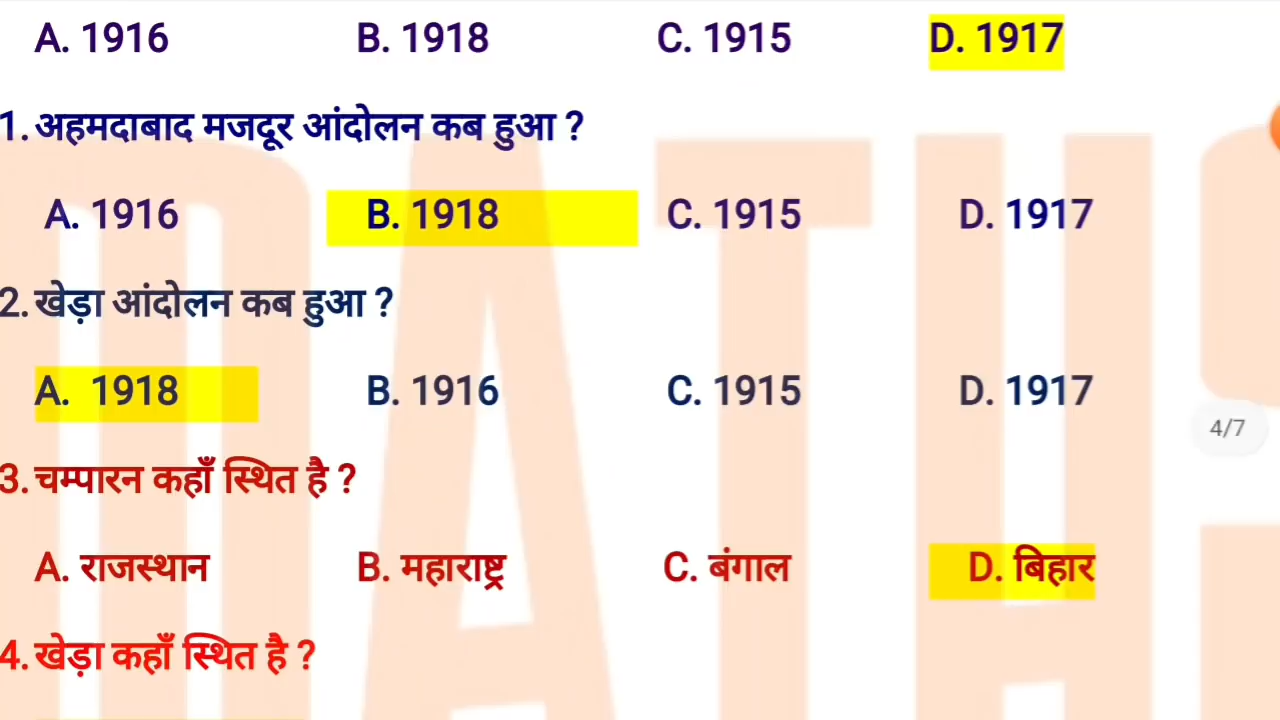 A. 1916 B. 1918 C. 1915 D. 1917
1. अहमदाबाद मजदूर आंदोलन कब हुआ ?
A. 1916 B. 1918 C. 1915 D. 1917
2. खेड़ा आंदोलन कब हुआ ?
A. 1918 B. 1916 C. 1915 D. 1917
3. चम्पारन कहाँ स्थित है ?
A. राजस्थान B. महाराष्ट्र C. बंगाल D. बिहार
4. खेड़ा कहाँ स्थित है ?
4/7